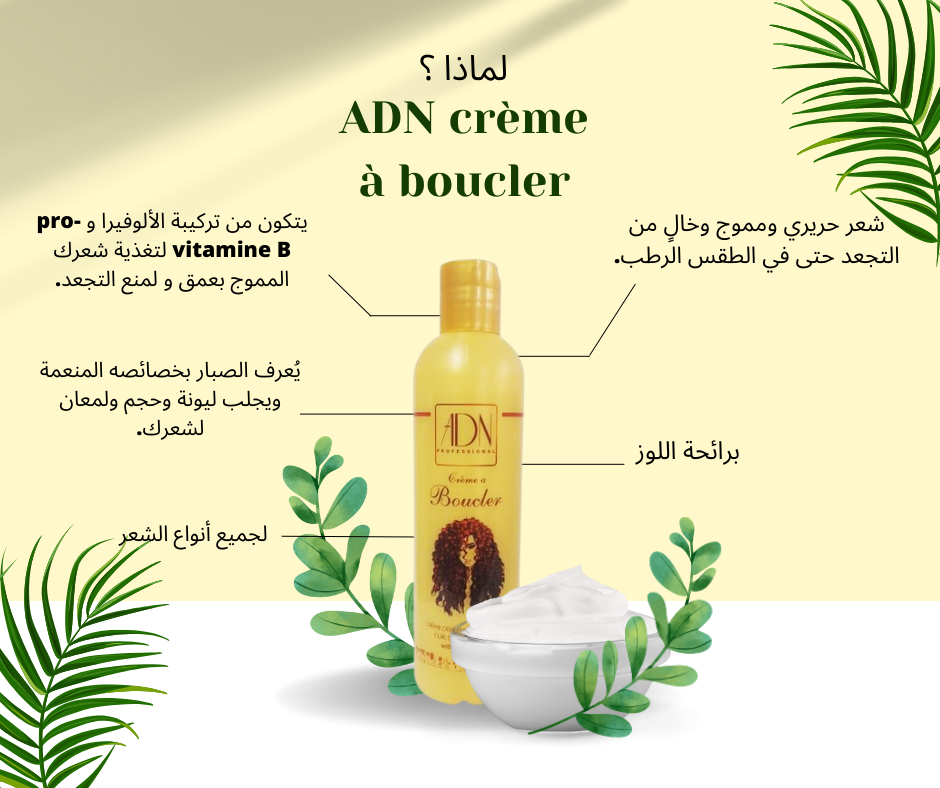 لماذا ؟
ADN crème
à boucler
يتكون من تركيبة الألوفيرا و pro-
vitamine B لتغذية شعرك
المموج بعمق و لمنع التجعد.
شعر حريري ومموج وخالٍ من
التجعد حتى في الطقس الرطب.
يُعرف الصبار بخصائصه المنعمة
ويجلب ليونة وحجم ولمعان
لشعرك.
برائحة اللوز
لجميع أنواع الشعر
ADN
PROFESSIONAL
Crème a
Boucler